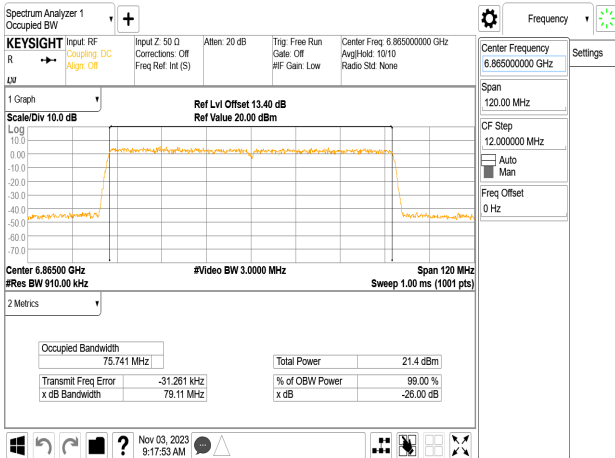 Spectrum Analyzer 1
Occupied BW
Frequency
KEYSIGHT
R
Input: RF
Coupling: DC
Align: Off
Input Z: 50 Ω
Corrections: Off
Freq Ref: Int (S)
Atten: 20 dB
Trig: Free Run
Gate: Off
#IF Gain: Low
Center Freq: 6.865000000 GHz
Avg|Hold: 10/10
Radio Std: None
1 Graph
Scale/Div 10.0 dB
Ref Lvl Offset 13.40 dB
Ref Value 20.00 dBm
Log
10.0
0.00
-10.0
-20.0
-30.0
-40.0
-50.0
-60.0
-70.0
Center 6.86500 GHz
#Video BW 3.0000 MHz
Span 120 MHz
#Res BW 910.00 kHz
Sweep 1.00 ms (1001 pts)
2 Metrics
Occupied Bandwidth
75.741 MHz
Total Power 21.4 dBm
Transmit Freq Error -31.261 kHz
% of OBW Power 99.00 %
x dB Bandwidth 79.11 MHz
x dB -26.00 dB
Nov 03, 2023
9:17:53 AM
Center Frequency
6.865000000 GHz
Settings
Span
120.00 MHz
CF Step
12.000000 MHz
Auto
Man
Freq Offset
0 Hz